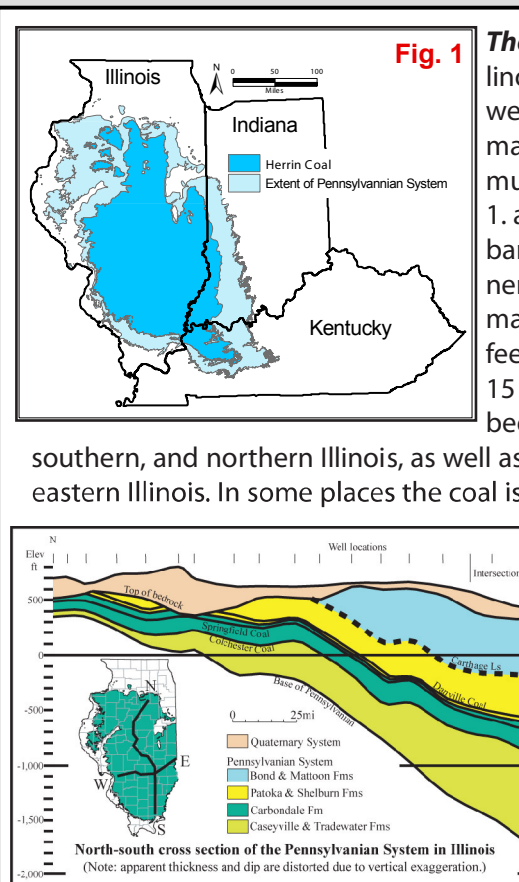 Fig. 1
Illinois
N
0 50 100
Miles
Indiana
Herrin Coal
Extent of Pennsylvannian System
Kentucky
The
lino
we
ma
mu
1. a
bar
ner
ma
fee
15
bec
southern, and northern Illinois, as well as
eastern Illinois. In some places the coal is
N
Elev
ft
Well locations
Intersection
500
0
-500
-1,000
-1,500
-2,000
Top of bedrock
Springfield Coal
Colchester Coal
Base of Pennsylvanian
Carthage Ls
Danville Coal
N
W
E
S
0 25mi
Quaternary System
Pennsylvanian System
Bond & Mattoon Fms
Patoka & Shelburn Fms
Carbondale Fm
Caseyville & Tradewater Fms
North-south cross section of the Pennsylvanian System in Illinois
(Note: apparent thickness and dip are distorted due to vertical exaggeration.)